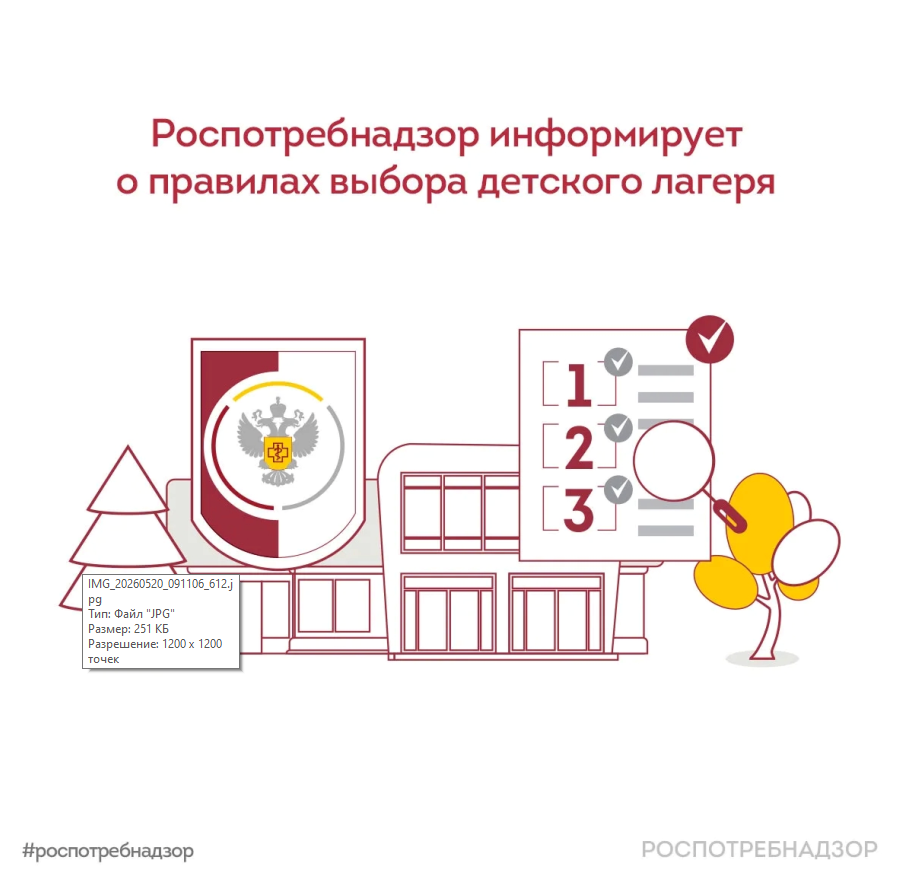 Роспотребнадзор информирует
о правилах выбора детского лагеря
1
2
3
IMG_20260520_091106_612.j
pg
Тип: Файл "JPG"
Размер: 251 КБ
Разрешение: 1200 x 1200
точек
#роспотребнадзор
РОСПОТРЕБНАДЗОР